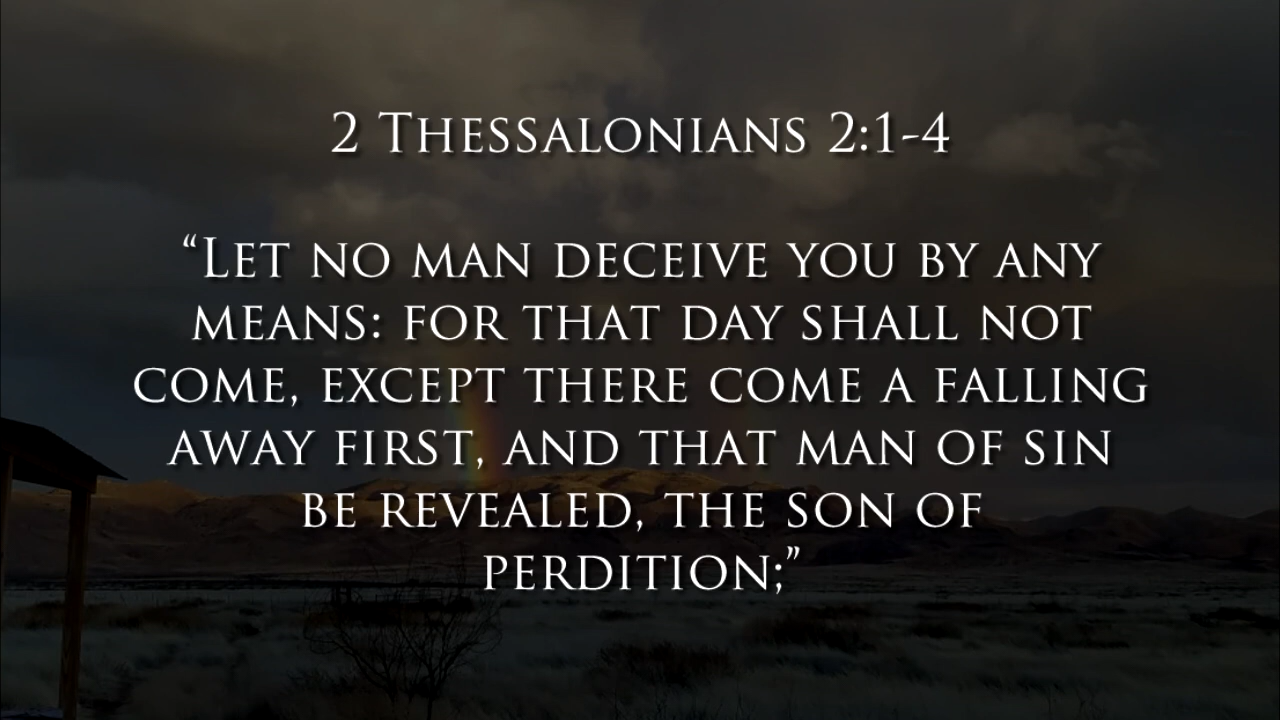 2 Thessalonians 2:1-4
“Let no man deceive you by any
means: for that day shall not
come, except there come a falling
away first, and that man of sin
be revealed, the son of
perdition;”